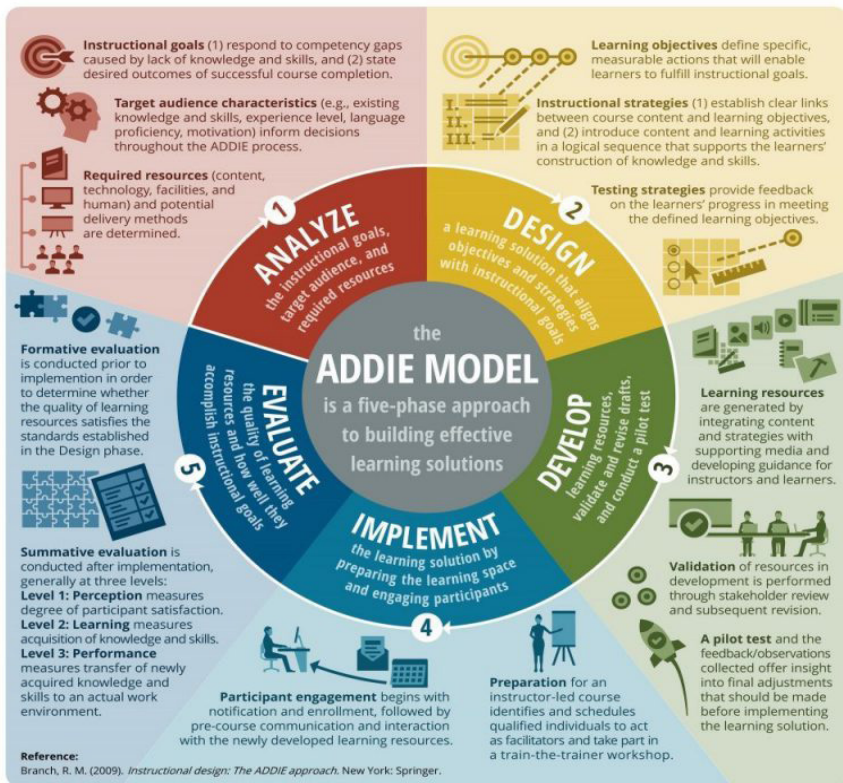 Instructional goals (1) respond to competency gaps
caused by lack of knowledge and skills, and (2) state
desired outcomes of successful course completion.
Target audience characteristics (e.g., existing
knowledge and skills, experience level, language
proficiency, motivation) inform decisions
throughout the ADDIE process.
Required resources (content,
technology, facilities, and
human) and potential
delivery methods
are determined.
1
ANALYZE
the instructional goals,
target audience, and
required resources
Learning objectives define specific,
measurable actions that will enable
learners to fulfill instructional goals.
I.
II.
III.
Instructional strategies (1) establish clear links
between course content and learning objectives,
and (2) introduce content and learning activities
in a logical sequence that supports the learners'
construction of knowledge and skills.
Testing strategies provide feedback
on the learners' progress in meeting
the defined learning objectives.
2
DESIGN
a learning solution that aligns
objectives and strategies
with instructional goals
the
ADDIE MODEL
is a five-phase approach
to building effective
learning solutions
3
DEVELOP
learning resources,
validate and revise drafts,
and conduct a pilot test
Learning resources
are generated by
integrating content
and strategies with
supporting media and
developing guidance for
instructors and learners.
Validation of resources in
development is performed
through stakeholder review
and subsequent revision.
A pilot test and the
feedback/observations
collected offer insight
into final adjustments
that should be made
before implementing
the learning solution.
IMPLEMENT
the learning solution by
preparing the learning space
and engaging participants
4
Participant engagement begins with
notification and enrollment, followed by
pre-course communication and interaction
with the newly developed learning resources.
Preparation for an
instructor-led course
identifies and schedules
qualified individuals to act
as facilitators and take part in
a train-the-trainer workshop.
5
EVALUATE
the quality of learning
resources and how well they
accomplish instructional goals
Formative evaluation
is conducted prior to
implementation in order
to determine whether
the quality of learning
resources satisfies the
standards established
in the Design phase.
Summative evaluation is
conducted after implementation,
generally at three levels:
Level 1: Perception measures
degree of participant satisfaction.
Level 2: Learning measures
acquisition of knowledge and skills.
Level 3: Performance
measures transfer of newly
acquired knowledge and
skills to an actual work
environment.
Reference:
Branch, R. M. (2009). Instructional design: The ADDIE approach. New York: Springer.